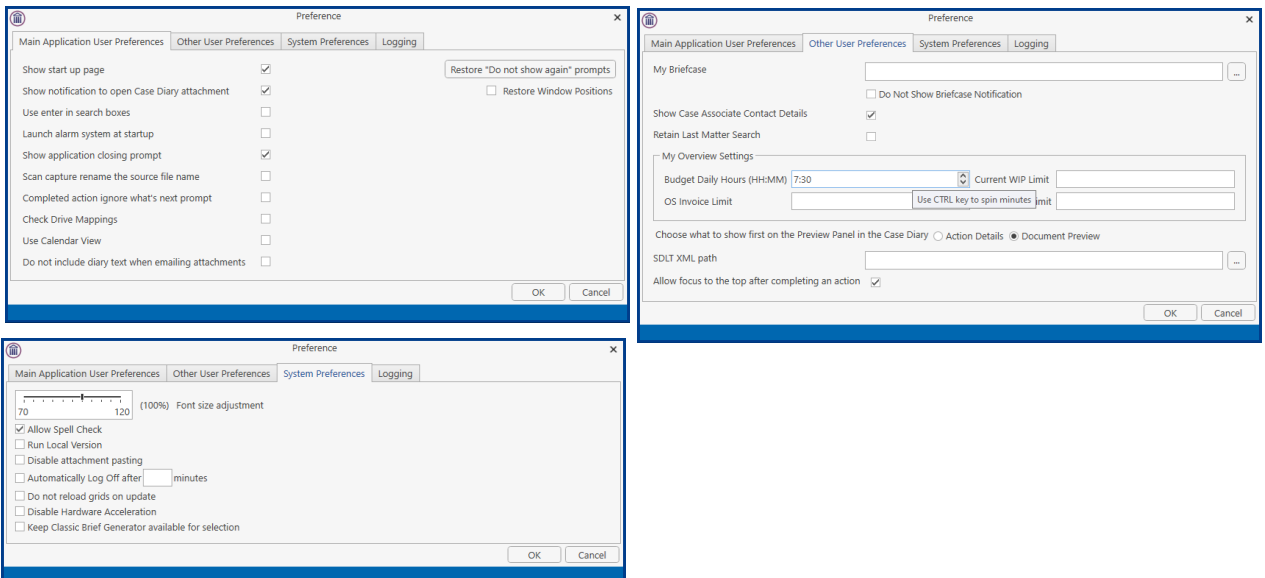 Preference
Main Application User Preferences Other User Preferences System Preferences Logging
Show start up page Restore "Do not show again" prompts
Show notification to open Case Diary attachment Restore Window Positions
Use enter in search boxes
Launch alarm system at startup
Show application closing prompt
Scan capture rename the source file name
Completed action ignore what's next prompt
Check Drive Mappings
Use Calendar View
Do not include diary text when emailing attachments
OK Cancel
Preference
Main Application User Preferences Other User Preferences System Preferences Logging
My Briefcase ...
Do Not Show Briefcase Notification
Show Case Associate Contact Details
Retain Last Matter Search
My Overview Settings
Budget Daily Hours (HH:MM) 7:30 Current WIP Limit
OS Invoice Limit Use CTRL key to spin minutes mit
Choose what to show first on the Preview Panel in the Case Diary Action Details Document Preview
SDLT XML path ...
Allow focus to the top after completing an action
OK Cancel
Preference
Main Application User Preferences Other User Preferences System Preferences Logging
70 120 (100%) Font size adjustment
Allow Spell Check
Run Local Version
Disable attachment pasting
Automatically Log Off after minutes
Do not reload grids on update
Disable Hardware Acceleration
Keep Classic Brief Generator available for selection
OK Cancel